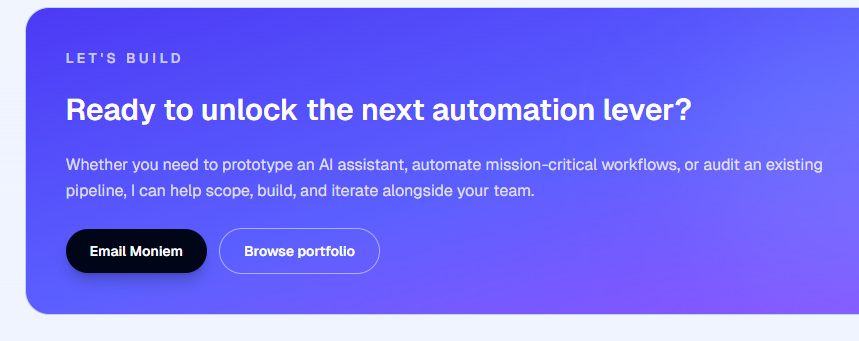 LET'S BUILD
Ready to unlock the next automation lever?
Whether you need to prototype an AI assistant, automate mission-critical workflows, or audit an existing
pipeline, I can help scope, build, and iterate alongside your team.
Email Moniem
Browse portfolio